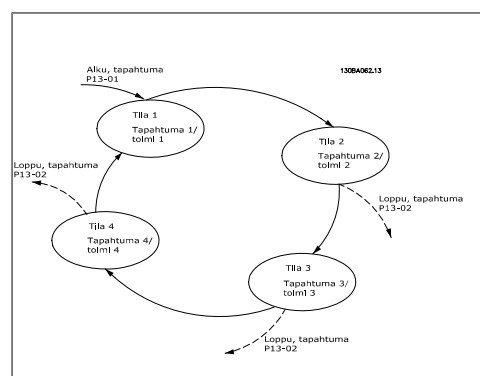 Alku, tapahtuma
P13-01
130BA062.13
Tila 1
Tapahtuma 1/
toimi 1
Tila 2
Tapahtuma 2/
toimi 2
Loppu, tapahtuma
P13-02
Loppu, tapahtuma
P13-02
Tila 4
Tapahtuma 4/
toimi 4
Tila 3
Tapahtuma 3/
toimi 3
Loppu, tapahtuma
P13-02